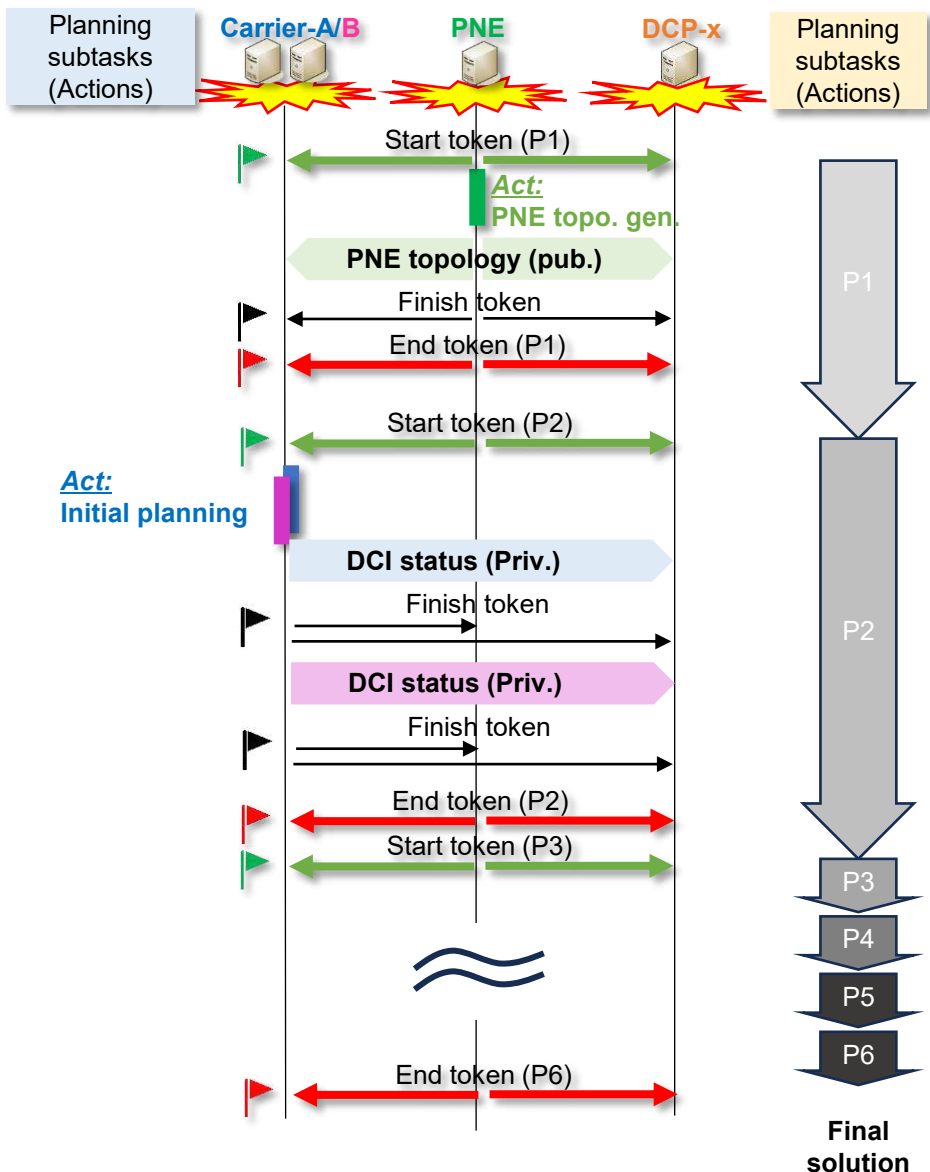 Planning
subtasks
(Actions)
Carrier-A/B
PNE
DCP-x
Planning
subtasks
(Actions)
Start token (P1)
Act:
PNE topo. gen.
PNE topology (pub.)
Finish token
End token (P1)
P1
Start token (P2)
Act:
Initial planning
DCI status (Priv.)
Finish token
P2
DCI status (Priv.)
Finish token
End token (P2)
Start token (P3)
P3
P4
P5
P6
End token (P6)
Final
solution